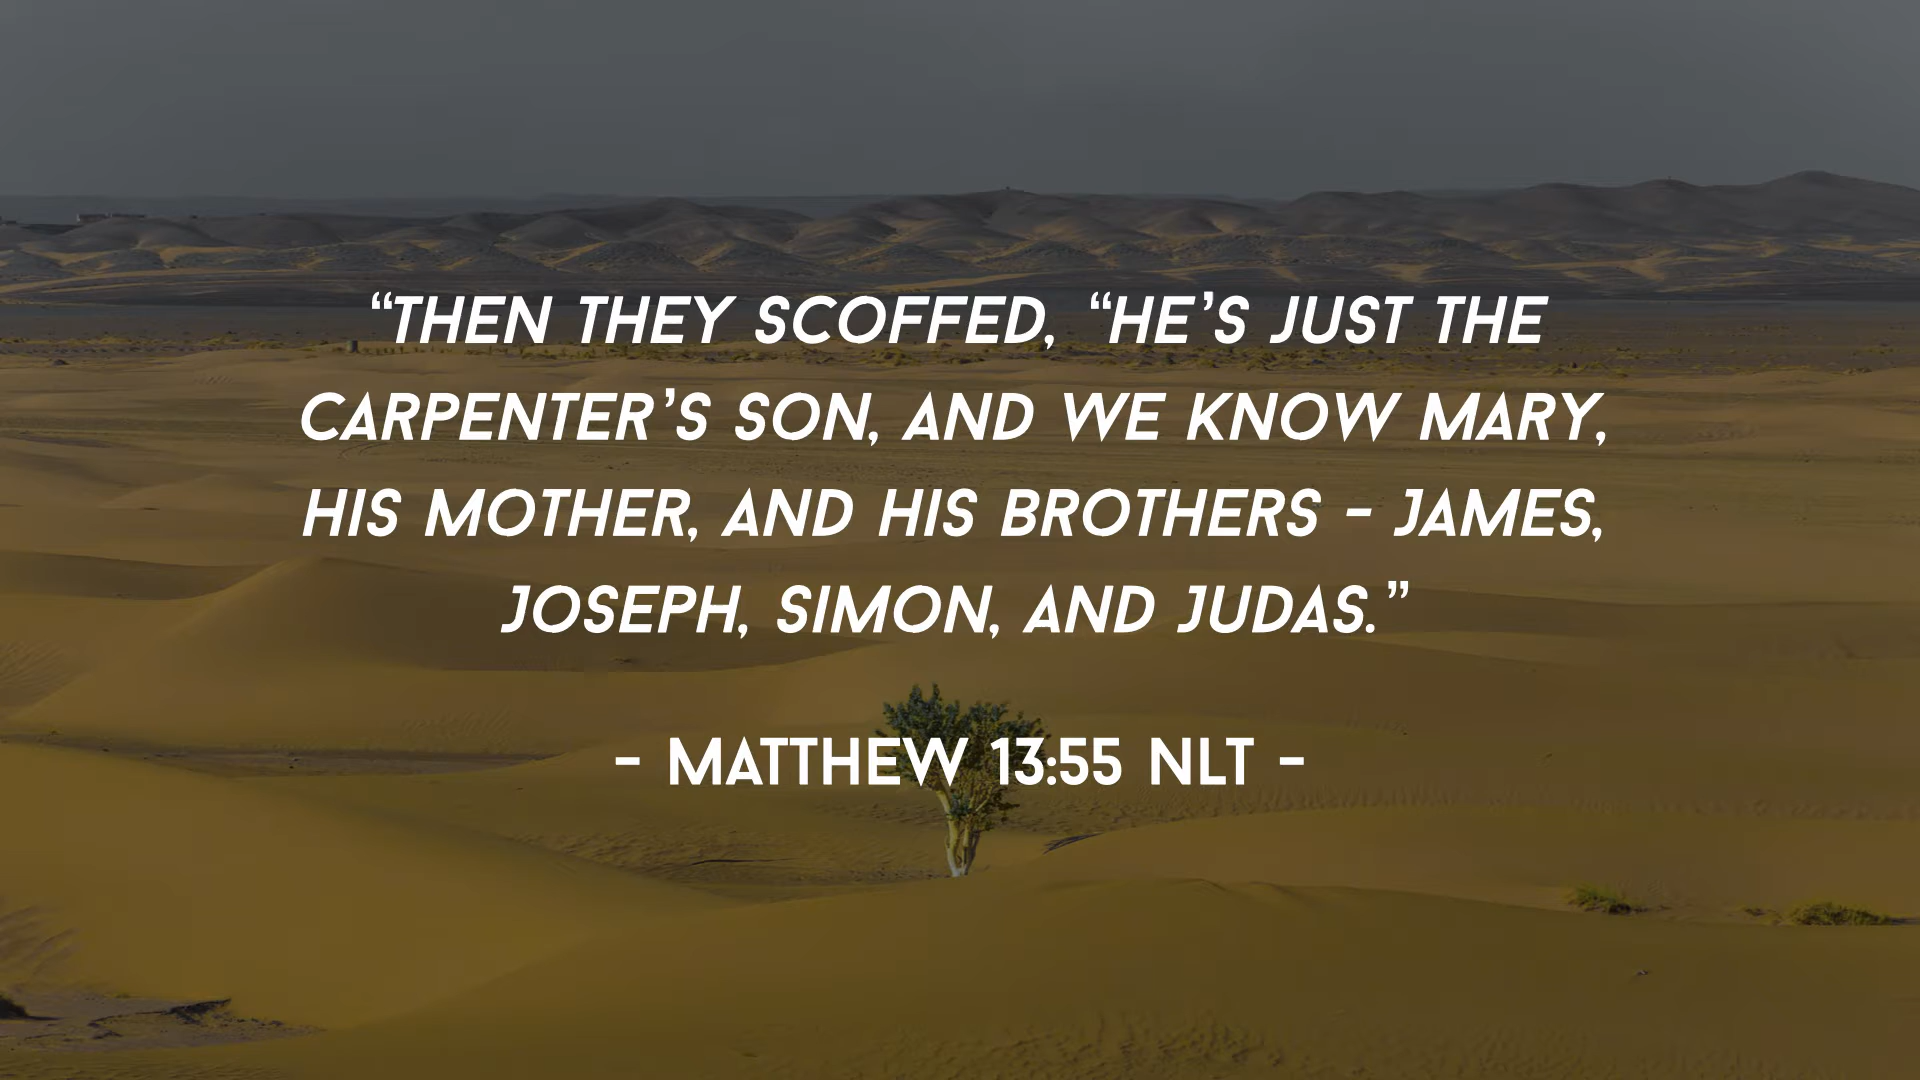 “THEN THEY SCOFFED, “HE’S JUST THE
CARPENTER’S SON, AND WE KNOW MARY,
HIS MOTHER, AND HIS BROTHERS - JAMES,
JOSEPH, SIMON, AND JUDAS.”
- MATTHEW 13:55 NLT -